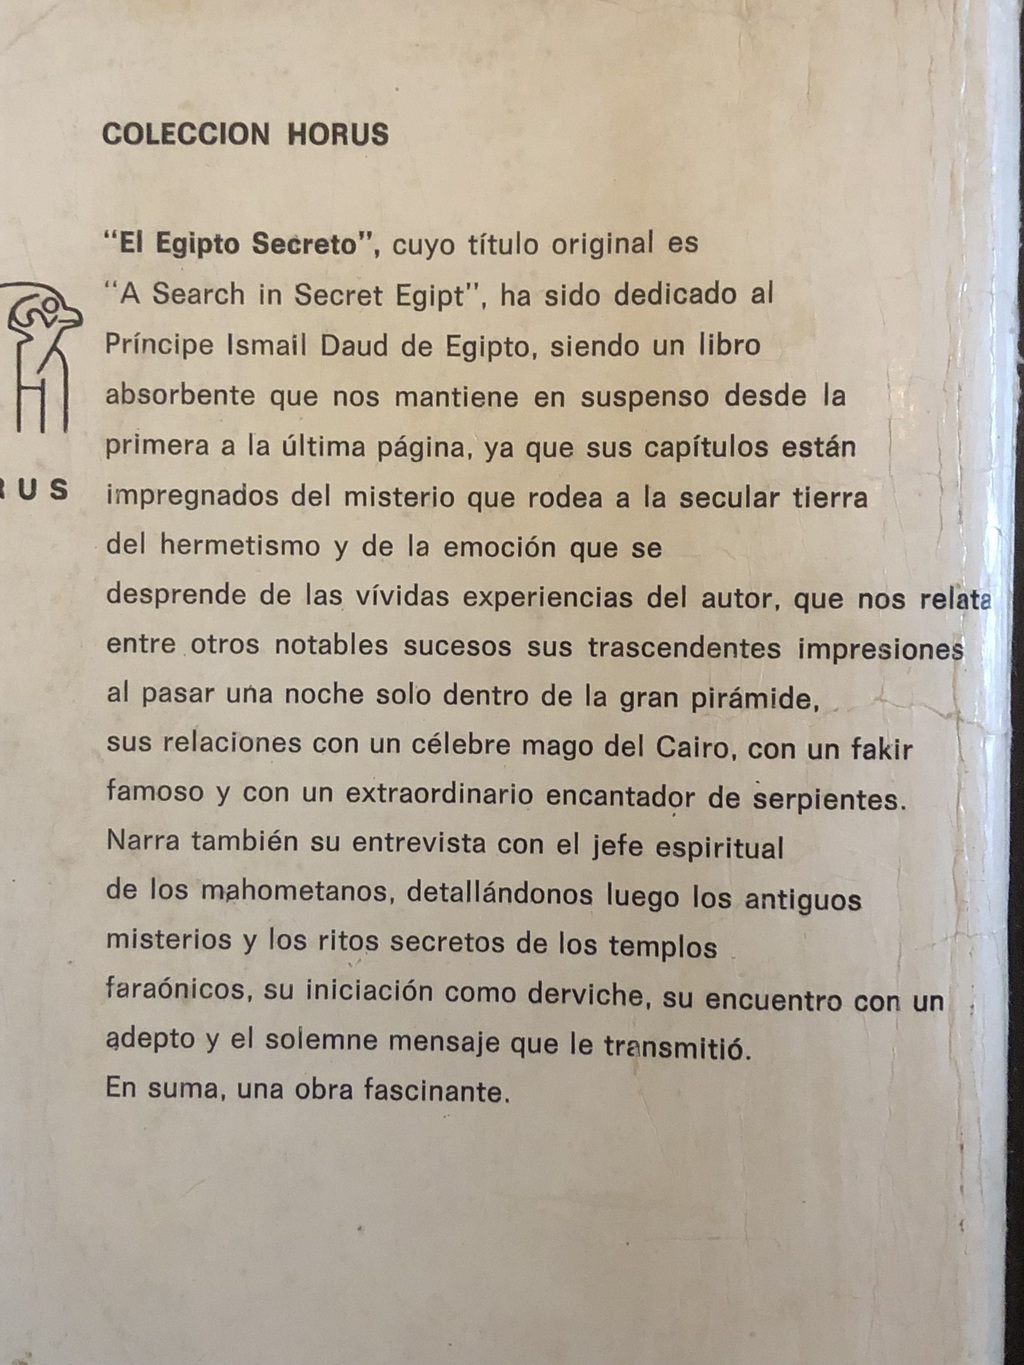 COLECCION HORUS
"El Egipto Secreto", cuyo título original es
"A Search in Secret Egipt", ha sido dedicado al
Príncipe Ismail Daud de Egipto, siendo un libro
absorbente que nos mantiene en suspenso desde la
primera a la última página, ya que sus capítulos están
impregnados del misterio que rodea a la secular tierra
del hermetismo y de la emoción que se
desprende de las vívidas experiencias del autor, que nos relata
entre otros notables sucesos sus trascendentes impresiones
al pasar una noche solo dentro de la gran pirámide,
sus relaciones con un célebre mago del Cairo, con un fakir
famoso y con un extraordinario encantador de serpientes.
Narra también su entrevista con el jefe espiritual
de los mahometanos, detallándonos luego los antiguos
misterios y los ritos secretos de los templos
faraónicos, su iniciación como derviche, su encuentro con un
adepto y el solemne mensaje que le transmitió.
En suma, una obra fascinante.